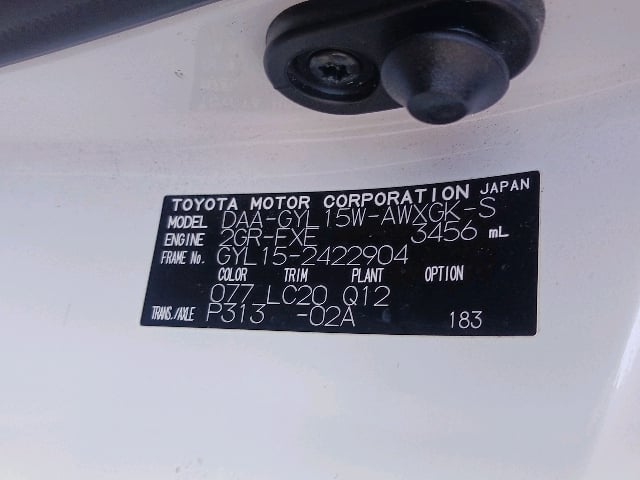 TOYOTA MOTOR CORPORATION JAPAN
MODEL DAA-GYL15W-AWXGK-S
ENGINE 2GR-FXE 3456 mL
FRAME No. GYL15-2422904
COLOR TRIM PLANT OPTION
077 LC20 Q12
TRANS./AXLE P313 -02A 183